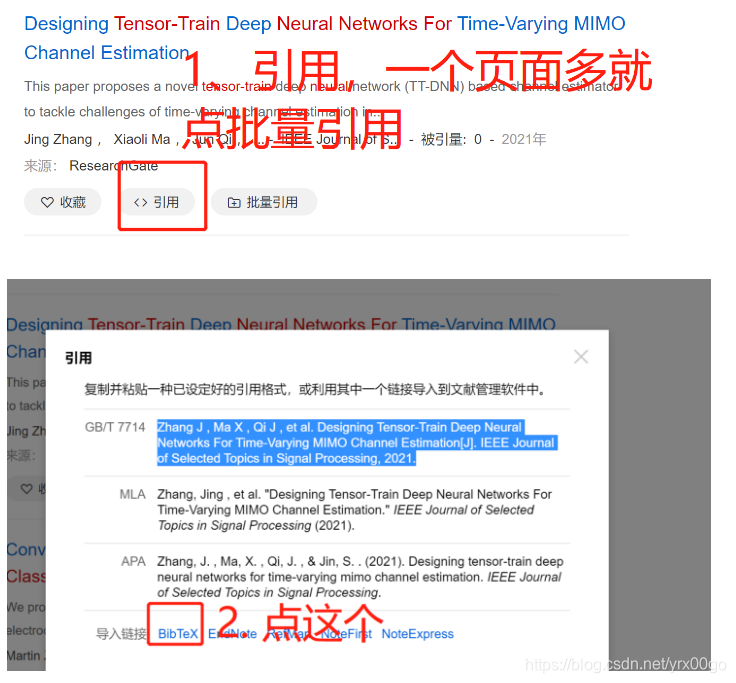 Designing Tensor-Train Deep Neural Networks For Time-Varying MIMO
Channel Estimation
1、引用，一个页面多就
点批量引用
This paper proposes a novel tensor-train deep neural network (TT-DNN) based channel estimator
to tackle challenges of time-varying channel estimation in...
Jing Zhang , Xiaoli Ma , Jun Qi , ... - IEEE Journal of S... - 被引量: 0 - 2021年
来源: ResearchGate
收藏
<> 引用
批量引用
Designing Tensor-Train Deep Neural Networks For Time-Varying MIMO
Chan
This pa
to tackl
Jing Zh
来源:
收
Conv
Class
We pro
electroc
Martin
引用
复制并粘贴一种已设定好的引用格式，或利用其中一个链接导入到文献管理软件中。
GB/T 7714 Zhang J , Ma X , Qi J , et al. Designing Tensor-Train Deep Neural
Networks For Time-Varying MIMO Channel Estimation[J]. IEEE Journal
of Selected Topics in Signal Processing, 2021.
MLA Zhang, Jing , et al. "Designing Tensor-Train Deep Neural Networks For
Time-Varying MIMO Channel Estimation." IEEE Journal of Selected
Topics in Signal Processing (2021).
APA Zhang, J. , Ma, X. , Qi, J. , & Jin, S. . (2021). Designing tensor-train deep
neural networks for time-varying mimo channel estimation. IEEE Journal
of Selected Topics in Signal Processing.
导入链接 BibTeX EndNote RefMan NoteFirst NoteExpress
2. 点这个
https://blog.csdn.net/yrx00go